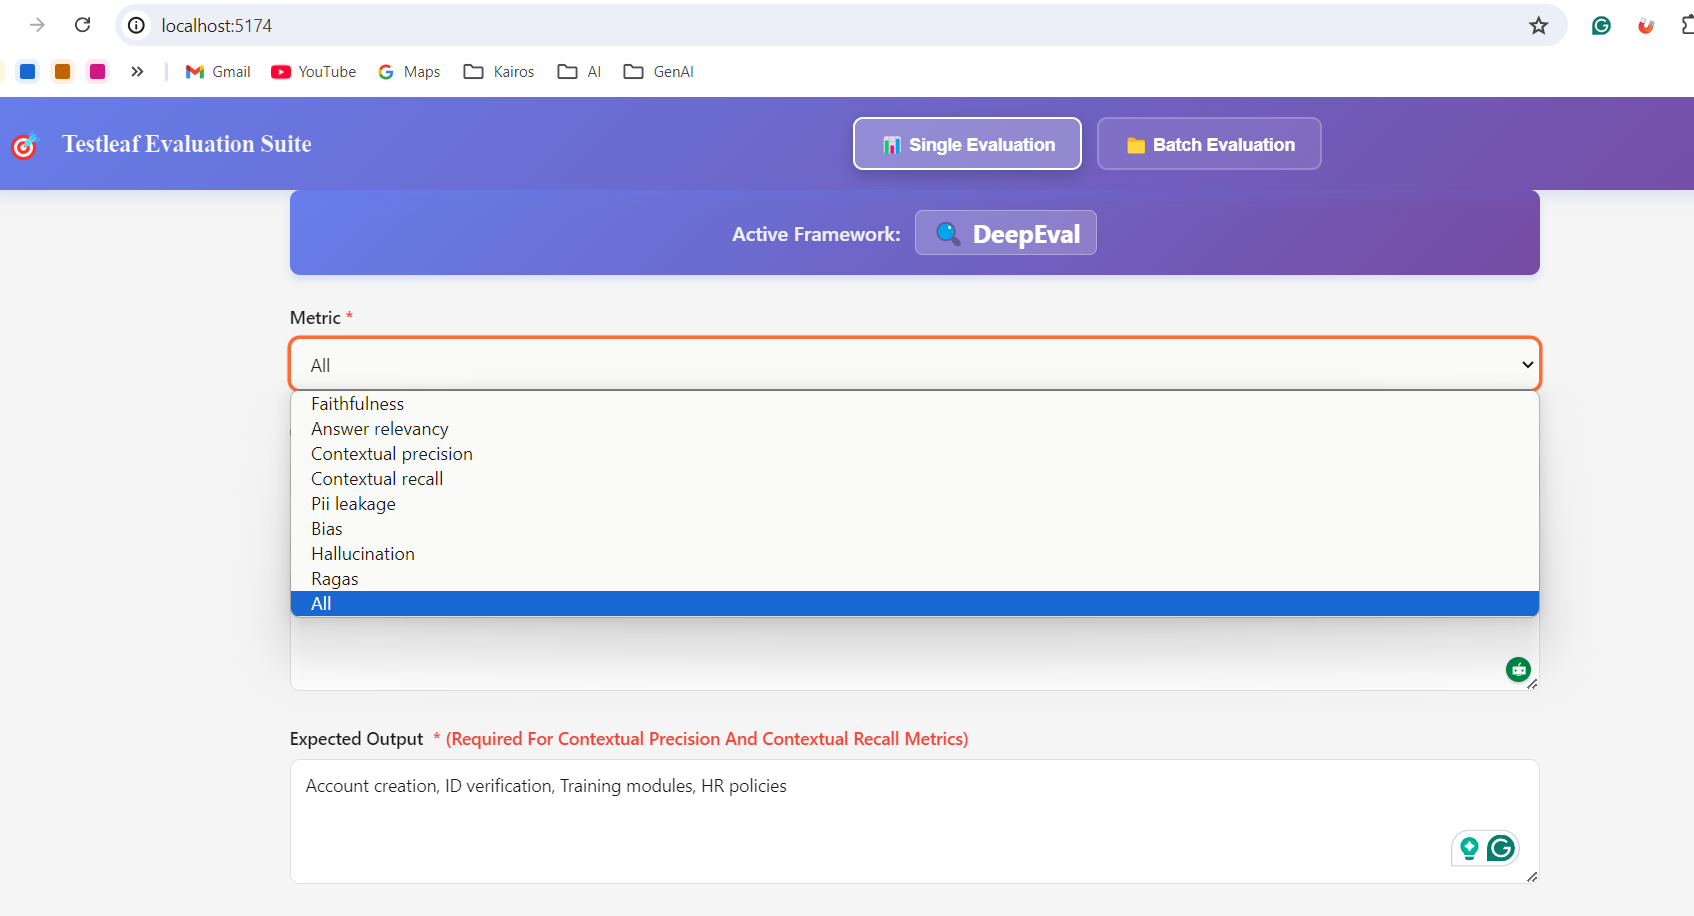 localhost:5174
Gmail
YouTube
Maps
Kairos
AI
GenAI
Testleaf Evaluation Suite
Single Evaluation
Batch Evaluation
Active Framework:
DeepEval
Metric *
All
Faithfulness
Answer relevancy
Contextual precision
Contextual recall
Pii leakage
Bias
Hallucination
Ragas
All
Expected Output * (Required For Contextual Precision And Contextual Recall Metrics)
Account creation, ID verification, Training modules, HR policies